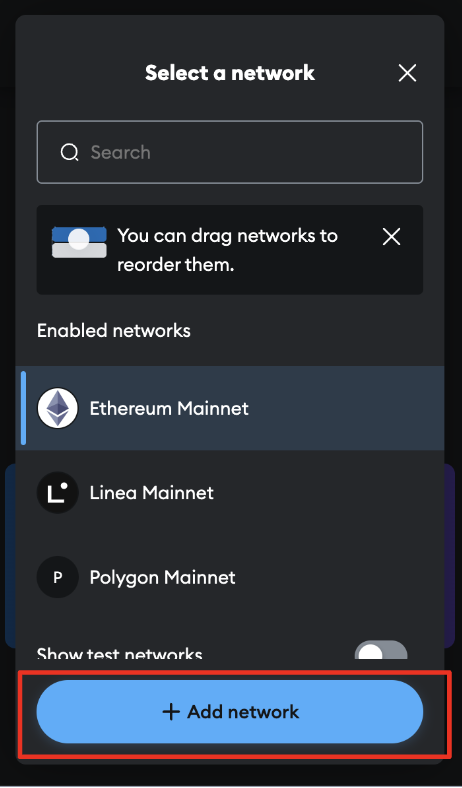 Select a network
Search
You can drag networks to
reorder them.
Enabled networks
Ethereum Mainnet
L
Linea Mainnet
P
Polygon Mainnet
Show test networks
+ Add network